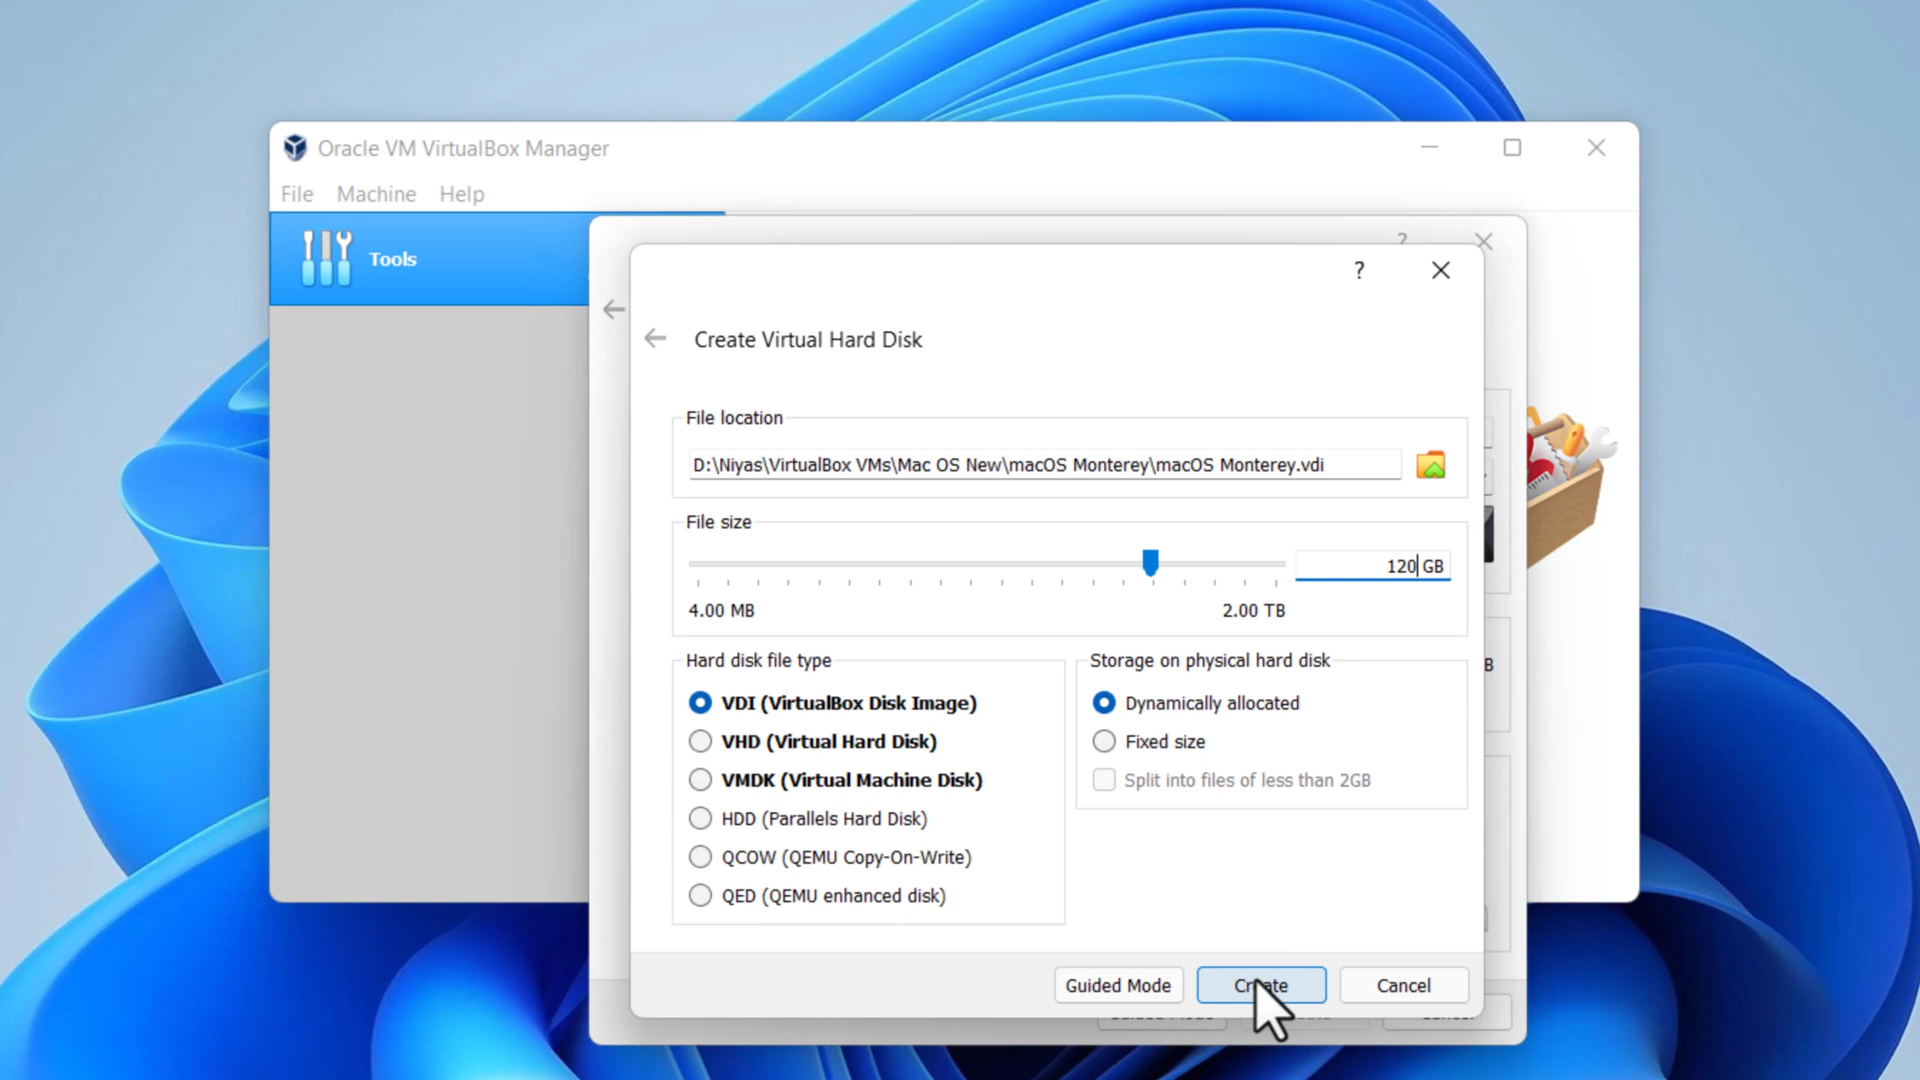 Oracle VM VirtualBox Manager
File Machine Help
Tools
?
?
Create Virtual Hard Disk
File location
D:\Niyas\VirtualBox VMs\Mac OS New\macOS Monterey\macOS Monterey.vdi
File size
120 GB
4.00 MB 2.00 TB
Hard disk file type
VDI (VirtualBox Disk Image)
VHD (Virtual Hard Disk)
VMDK (Virtual Machine Disk)
HDD (Parallels Hard Disk)
QCOW (QEMU Copy-On-Write)
QED (QEMU enhanced disk)
Storage on physical hard disk
Dynamically allocated
Fixed size
Split into files of less than 2GB
B
Guided Mode Create Cancel